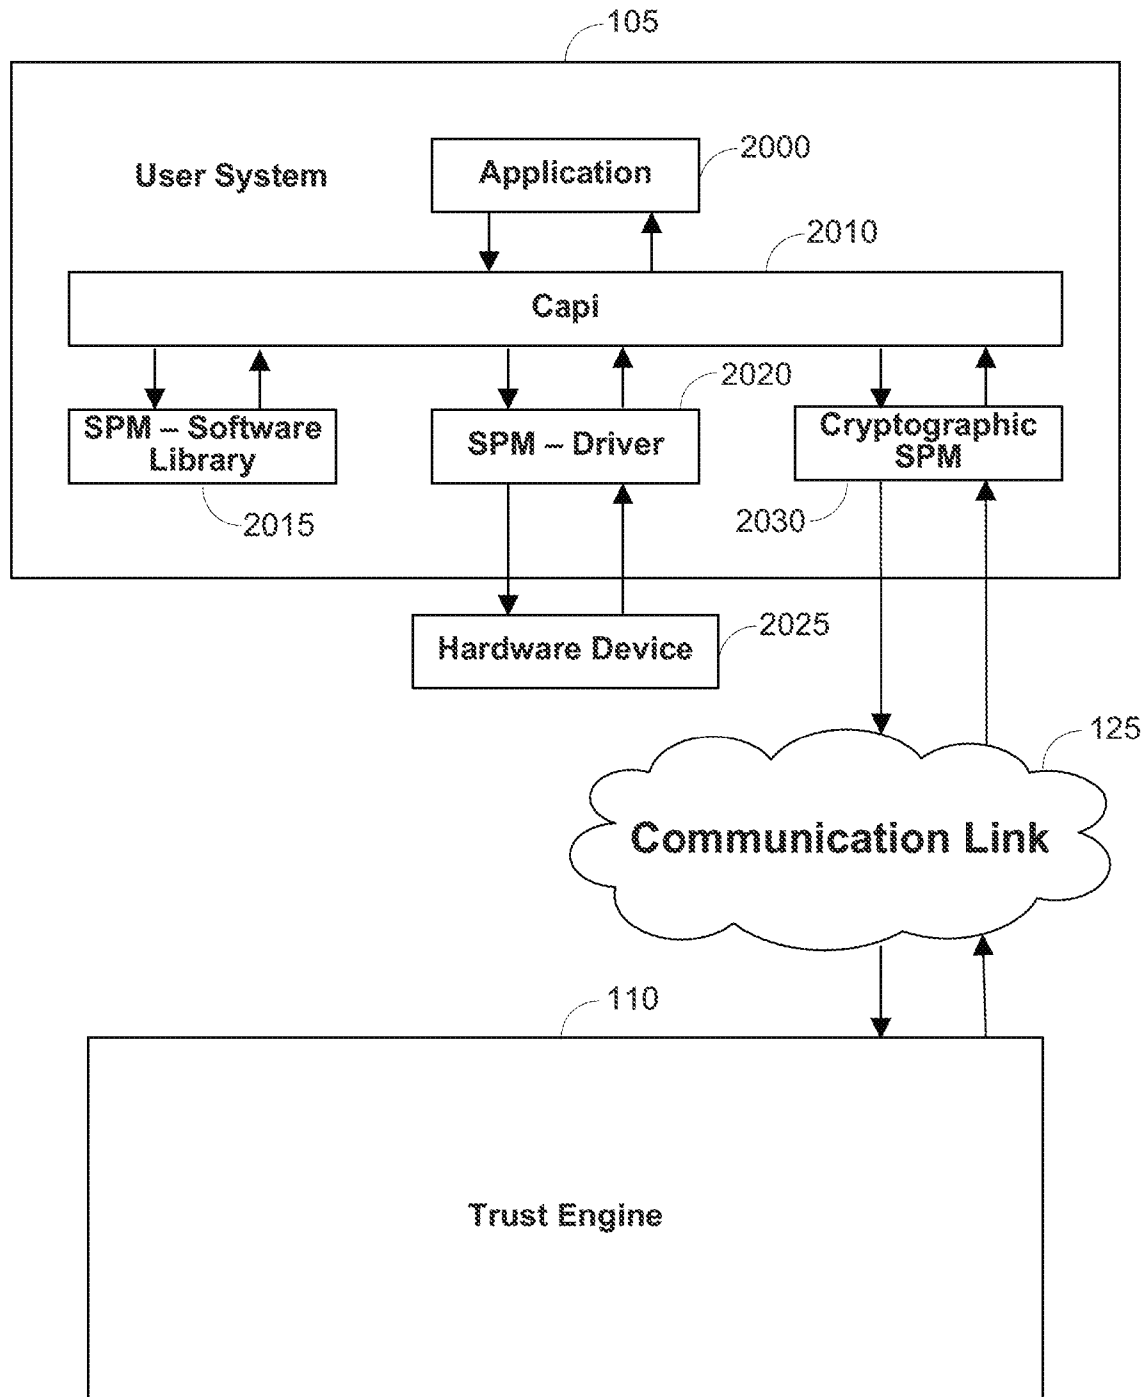 105
User System
Application
2000
2010
Capi
2020
SPM – Software
Library
2015
SPM – Driver
Cryptographic
SPM
2030
Hardware Device
2025
125
Communication Link
110
Trust Engine